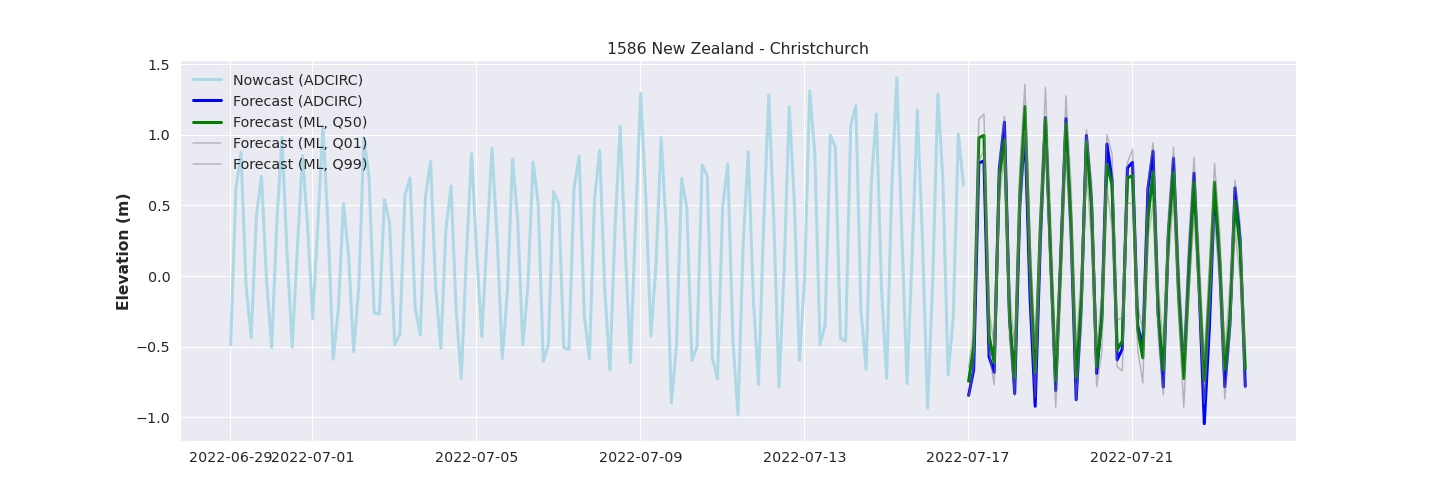 1586 New Zealand - Christchurch
Nowcast (ADCIRC)
Forecast (ADCIRC)
Forecast (ML, Q50)
Forecast (ML, Q01)
Forecast (ML, Q99)
Elevation (m)
1.5
1.0
0.5
0.0
−0.5
−1.0
2022-06-29 2022-07-01 2022-07-05 2022-07-09 2022-07-13 2022-07-17 2022-07-21